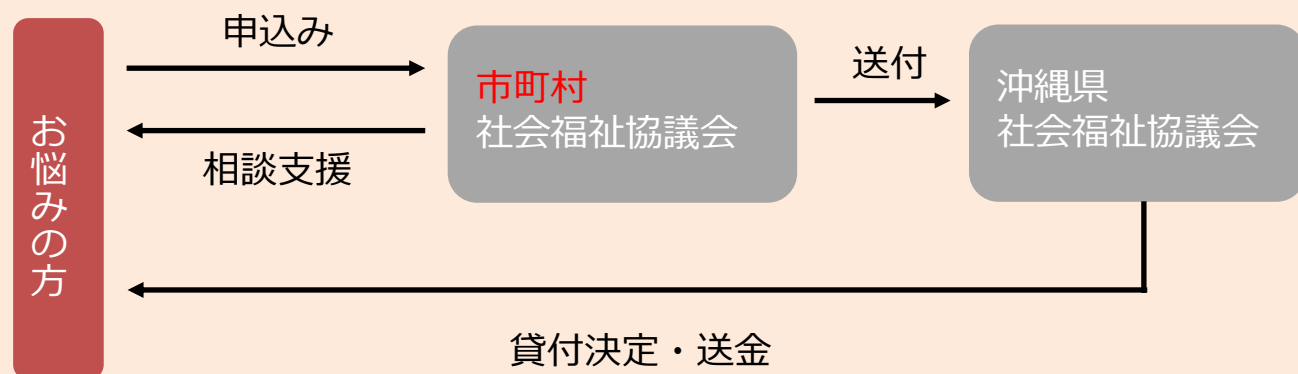 お悩みの方
申込み
相談支援
市町村
社会福祉協議会
送付
沖縄県
社会福祉協議会
貸付決定・送金